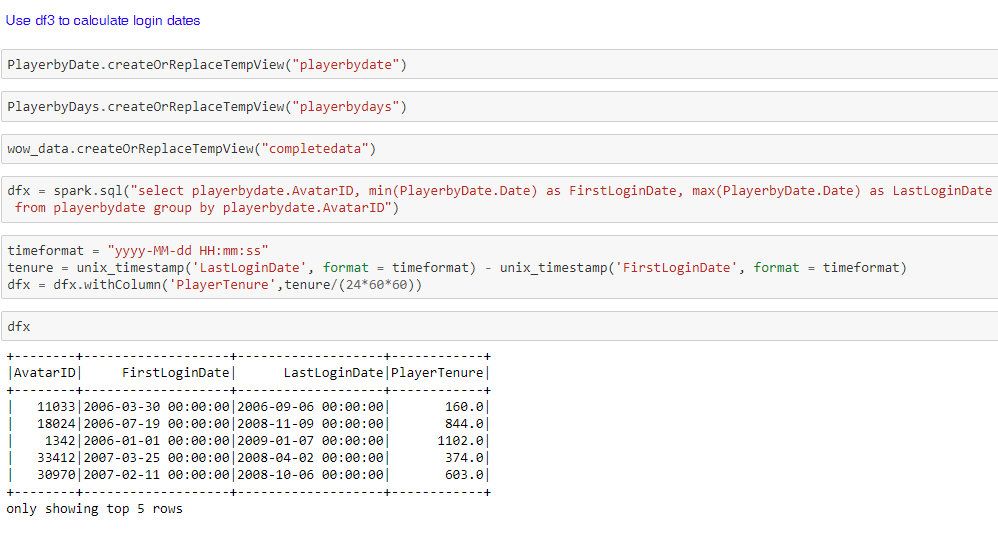 Use df3 to calculate login dates
PlayerbyDate.createOrReplaceTempView("playerbydate")
PlayerbyDays.createOrReplaceTempView("playerbydays")
wow_data.createOrReplaceTempView("completedata")
dfx = spark.sql("select playerbydate.AvatarID, min(PlayerbyDate.Date) as FirstLoginDate, max(PlayerbyDate.Date) as LastLoginDate
 from playerbydate group by playerbydate.AvatarID")
timeformat = "yyyy-MM-dd HH:mm:ss"
tenure = unix_timestamp('LastLoginDate', format = timeformat) - unix_timestamp('FirstLoginDate', format = timeformat)
dfx = dfx.withColumn('PlayerTenure',tenure/(24*60*60))
dfx
+--------+-------------------+-------------------+------------+
|AvatarID|     FirstLoginDate|      LastLoginDate|PlayerTenure|
+--------+-------------------+-------------------+------------+
|   11033|2006-03-30 00:00:00|2006-09-06 00:00:00|       160.0|
|   18024|2006-07-19 00:00:00|2008-11-09 00:00:00|       844.0|
|    1342|2006-01-01 00:00:00|2009-01-07 00:00:00|      1102.0|
|   33412|2007-03-25 00:00:00|2008-04-02 00:00:00|       374.0|
|   30970|2007-02-11 00:00:00|2008-10-06 00:00:00|       603.0|
+--------+-------------------+-------------------+------------+
only showing top 5 rows